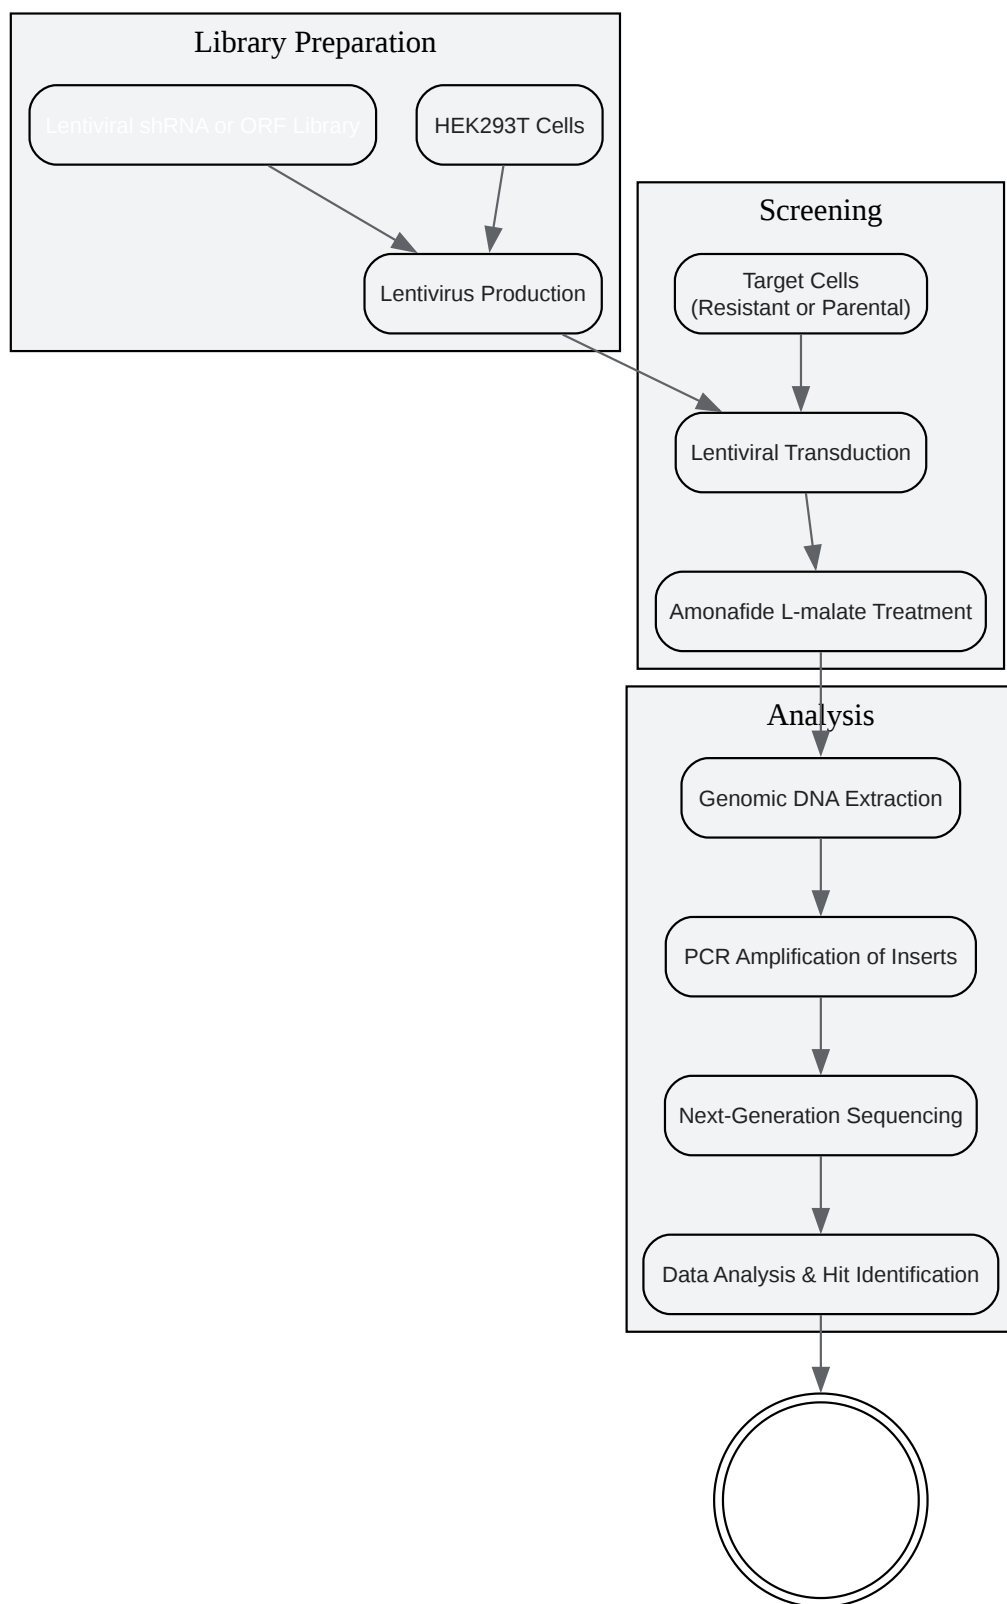 Library Preparation
Lentiviral shRNA or ORF Library
HEK293T Cells
Lentivirus Production
Screening
Target Cells
(Resistant or Parental)
Lentiviral Transduction
Amonafide L-malate Treatment
Analysis
Genomic DNA Extraction
PCR Amplification of Inserts
Next-Generation Sequencing
Data Analysis & Hit Identification